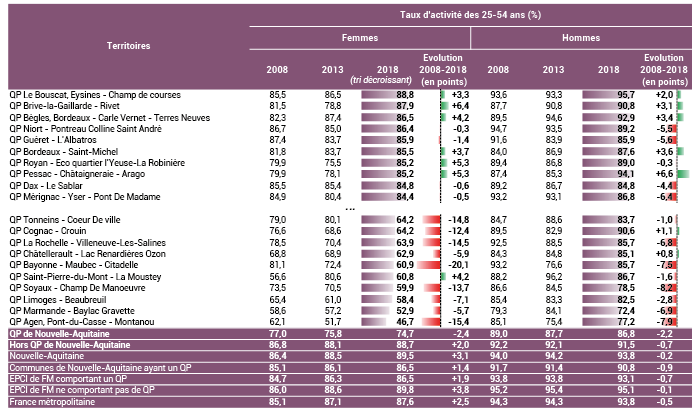 Taux d'activité des 25-54 ans (%)
Territoires Femmes Hommes
2008 2013 2018 (tri décroissant) Evolution 2008-2018 (en points) 2008 2013 2018 Evolution 2008-2018 (en points)
QP Le Bouscat, Eysines - Champ de courses 85,5 86,5 88,8 +3,3 93,6 93,3 95,7 +2,0
QP Brive-la-Gaillarde - Rivet 81,5 78,8 87,9 +6,4 87,7 90,8 90,8 +3,1
QP Bègles, Bordeaux - Carle Vernet - Terres Neuves 82,3 87,4 86,5 +4,2 89,5 94,6 92,9 +3,4
QP Niort - Pontreau Colline Saint André 86,7 85,0 86,4 -0,3 94,7 93,5 89,2 -5,5
QP Guéret - L'Albatros 87,4 83,7 85,9 -1,4 91,6 83,9 85,9 -5,6
QP Bordeaux - Saint-Michel 81,8 83,7 85,5 +3,7 84,0 86,9 87,6 +3,6
QP Royan - Eco quartier l'Yeuse-La Robinière 79,9 75,5 85,2 +5,3 89,4 86,8 89,0 -0,3
QP Pessac - Châtaigneraie - Arago 79,9 78,1 85,2 +5,3 87,4 85,3 94,1 +6,6
QP Dax - Le Sablar 85,5 85,4 84,8 -0,6 89,2 86,7 84,8 -4,4
QP Mérignac - Yser - Pont De Madame 84,9 80,4 84,4 -0,5 93,2 93,1 86,8 -6,4
...
QP Tonneins - Coeur De ville 79,0 80,1 64,2 -14,8 84,7 88,6 83,7 -1,0
QP Cognac - Crouin 76,6 68,6 64,2 -12,4 89,5 82,9 90,6 +1,1
QP La Rochelle - Villeneuve-Les-Salines 78,5 70,4 63,9 -14,5 92,5 88,5 85,7 -6,8
QP Châtellerault - Lac Renardières Ozon 68,8 68,9 62,9 -5,9 84,3 84,8 85,1 +0,8
QP Bayonne - Maubec - Citadelle 81,1 72,4 60,9 -20,1 93,2 76,6 85,7 -7,5
QP Saint-Pierre-du-Mont - La Moustey 56,6 80,6 60,8 +4,2 88,2 96,2 86,7 -1,6
QP Soyaux - Champ De Manoeuvre 73,5 70,5 59,9 -13,7 86,6 84,5 78,5 -8,2
QP Limoges - Beaubreuil 65,4 61,0 58,4 -7,1 85,4 83,3 82,5 -2,8
QP Marmande - Baylac Gravette 58,6 57,2 52,9 -5,7 79,3 84,1 72,4 -6,9
QP Agen, Pont-du-Casse - Montanou 62,1 51,7 46,7 -15,4 85,1 75,4 77,2 -7,9
QP de Nouvelle-Aquitaine 77,0 75,8 74,7 -2,4 89,0 87,7 86,8 -2,2
Hors QP de Nouvelle-Aquitaine 86,8 88,1 88,7 +2,0 92,2 92,1 91,5 -0,7
Nouvelle-Aquitaine 86,4 88,5 89,5 +3,1 94,0 94,2 93,8 -0,2
Communes de Nouvelle-Aquitaine ayant un QP 85,1 86,1 86,5 +1,4 91,7 91,4 90,8 -0,9
EPCI de FM comportant un QP 84,7 86,3 86,5 +1,9 93,8 93,8 93,1 -0,7
EPCI de FM ne comportant pas de QP 86,0 88,6 89,8 +3,8 95,2 95,4 95,1 -0,1
France métropolitaine 85,1 87,1 87,6 +2,5 94,3 94,3 93,8 -0,5